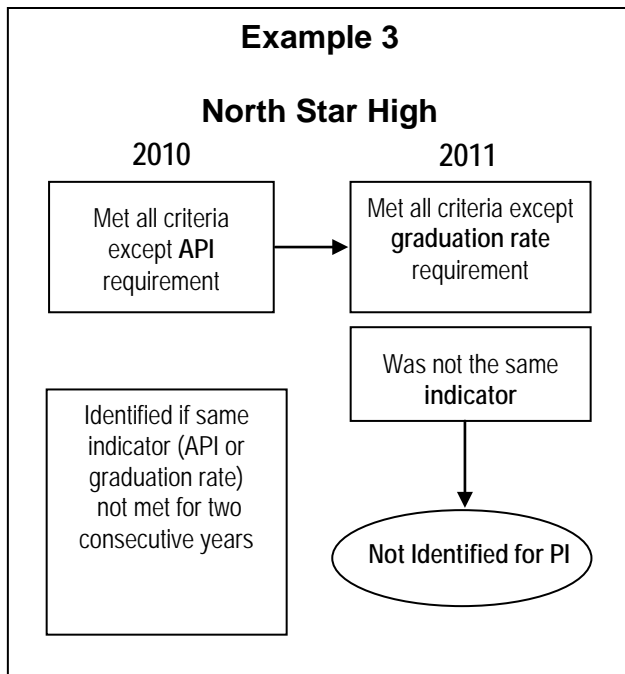 Example 3
North Star High
2010
2011
Met all criteria
except API
requirement
Met all criteria except
graduation rate
requirement
Was not the same
indicator
Identified if same
indicator (API or
graduation rate)
not met for two
consecutive years
Not Identified for PI